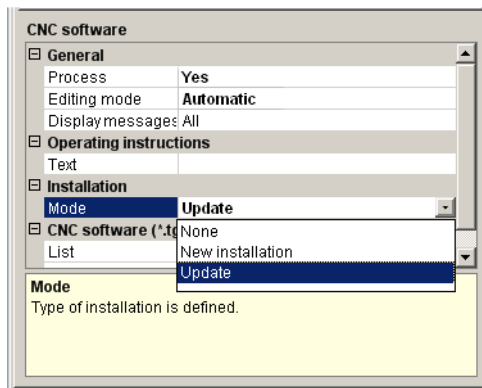 CNC software
General
Process Yes
Editing mode Automatic
Display messages All
Operating instructions
Text
Installation
Mode Update
CNC software (*.tg
None
List
New installation
Update
Mode
Type of installation is defined.